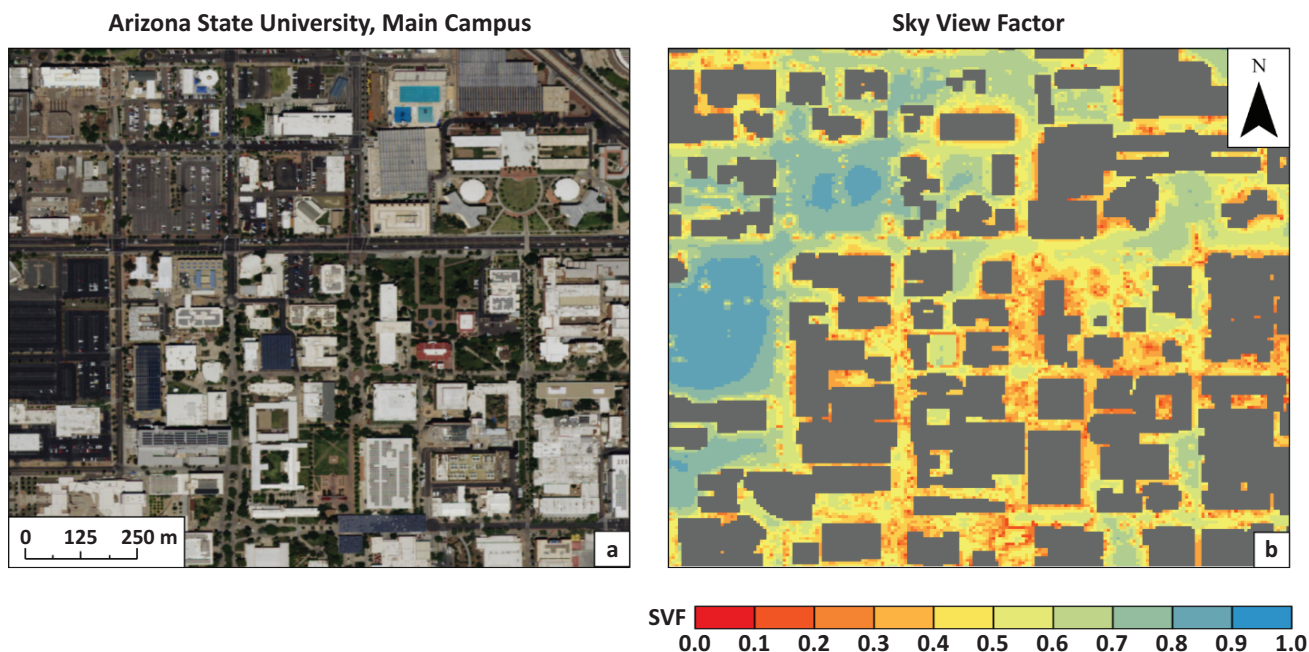 Arizona State University, Main Campus
Sky View Factor
N
0 125 250 m
a
b
SVF
0.0 0.1 0.2 0.3 0.4 0.5 0.6 0.7 0.8 0.9 1.0